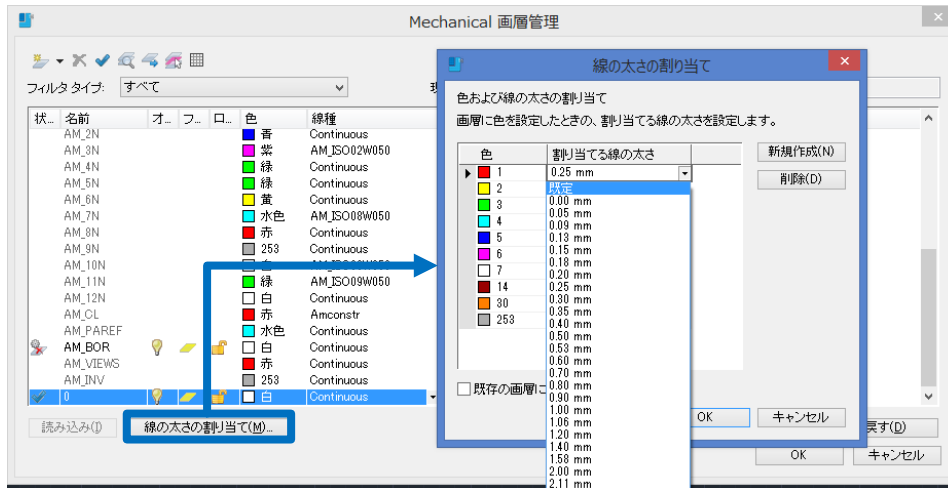 Mechanical 画層管理
フィルタ タイプ: すべて
状... 名前 オ... フ... ロ... 色 線種
AM_2N 青 Continuous
AM_3N 紫 AM_ISO02W050
AM_4N 緑 Continuous
AM_5N 緑 Continuous
AM_6N 黄 Continuous
AM_7N 水色 AM_ISO08W050
AM_8N 赤 Continuous
AM_9N 253 Continuous
AM_10N
AM_11N 緑 AM_ISO09W050
AM_12N 白 Continuous
AM_CL 赤 Amconstr
AM_PAREF 水色 Continuous
AM_BOR 白 Continuous
AM_VIEWS 赤 Continuous
AM_INV 253 Continuous
0 白 Continuous
読み込み(I) 線の太さの割り当て(M)...
戻す(D)
OK キャンセル
線の太さの割り当て
色および線の太さの割り当て
画層に色を設定したときの、割り当てる線の太さを設定します。
色 割り当てる線の太さ
新規作成(N)
削除(D)
1 0.25 mm
2
3
4
5
6
7
14
30
253
既定
0.00 mm
0.05 mm
0.09 mm
0.13 mm
0.15 mm
0.18 mm
0.20 mm
0.25 mm
0.30 mm
0.35 mm
0.40 mm
0.50 mm
0.53 mm
0.60 mm
0.70 mm
0.80 mm
0.90 mm
1.00 mm
1.06 mm
1.20 mm
1.40 mm
1.58 mm
2.00 mm
2.11 mm
既存の画層に
OK キャンセル